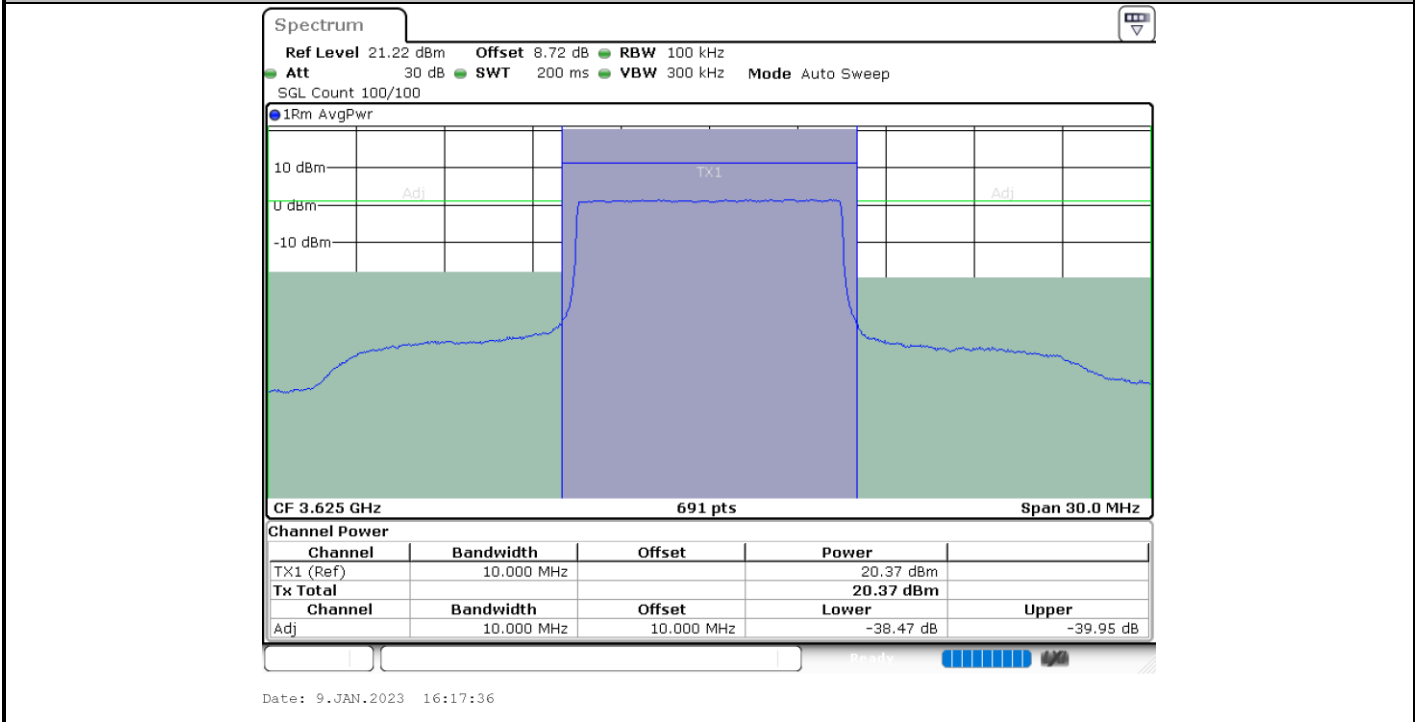 Spectrum
Ref Level 21.22 dBm Offset 8.72 dB RBW 100 kHz
Att 30 dB SWT 200 ms VBW 300 kHz Mode Auto Sweep
SGL Count 100/100
1Rm AvgPwr
10 dBm
TX1
Adj Adj
0 dBm
-10 dBm
CF 3.625 GHz 691 pts Span 30.0 MHz
Channel Power
Channel Bandwidth Offset Power
TX1 (Ref) 10.000 MHz 20.37 dBm
Tx Total 20.37 dBm
Channel Bandwidth Offset Lower Upper
Adj 10.000 MHz 10.000 MHz -38.47 dB -39.95 dB
Ready
Date: 9.JAN.2023 16:17:36